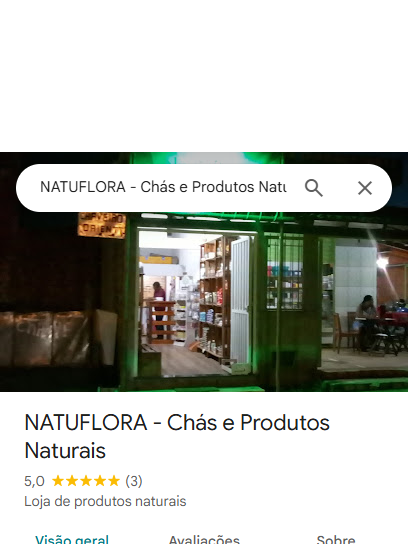 NATUFLORA - Chás e Produtos Natu
NATUFLORA - Chás e Produtos
Naturais
5,0 ★★★★★ (3)
Loja de produtos naturais
Visão geral Avaliações Sobre